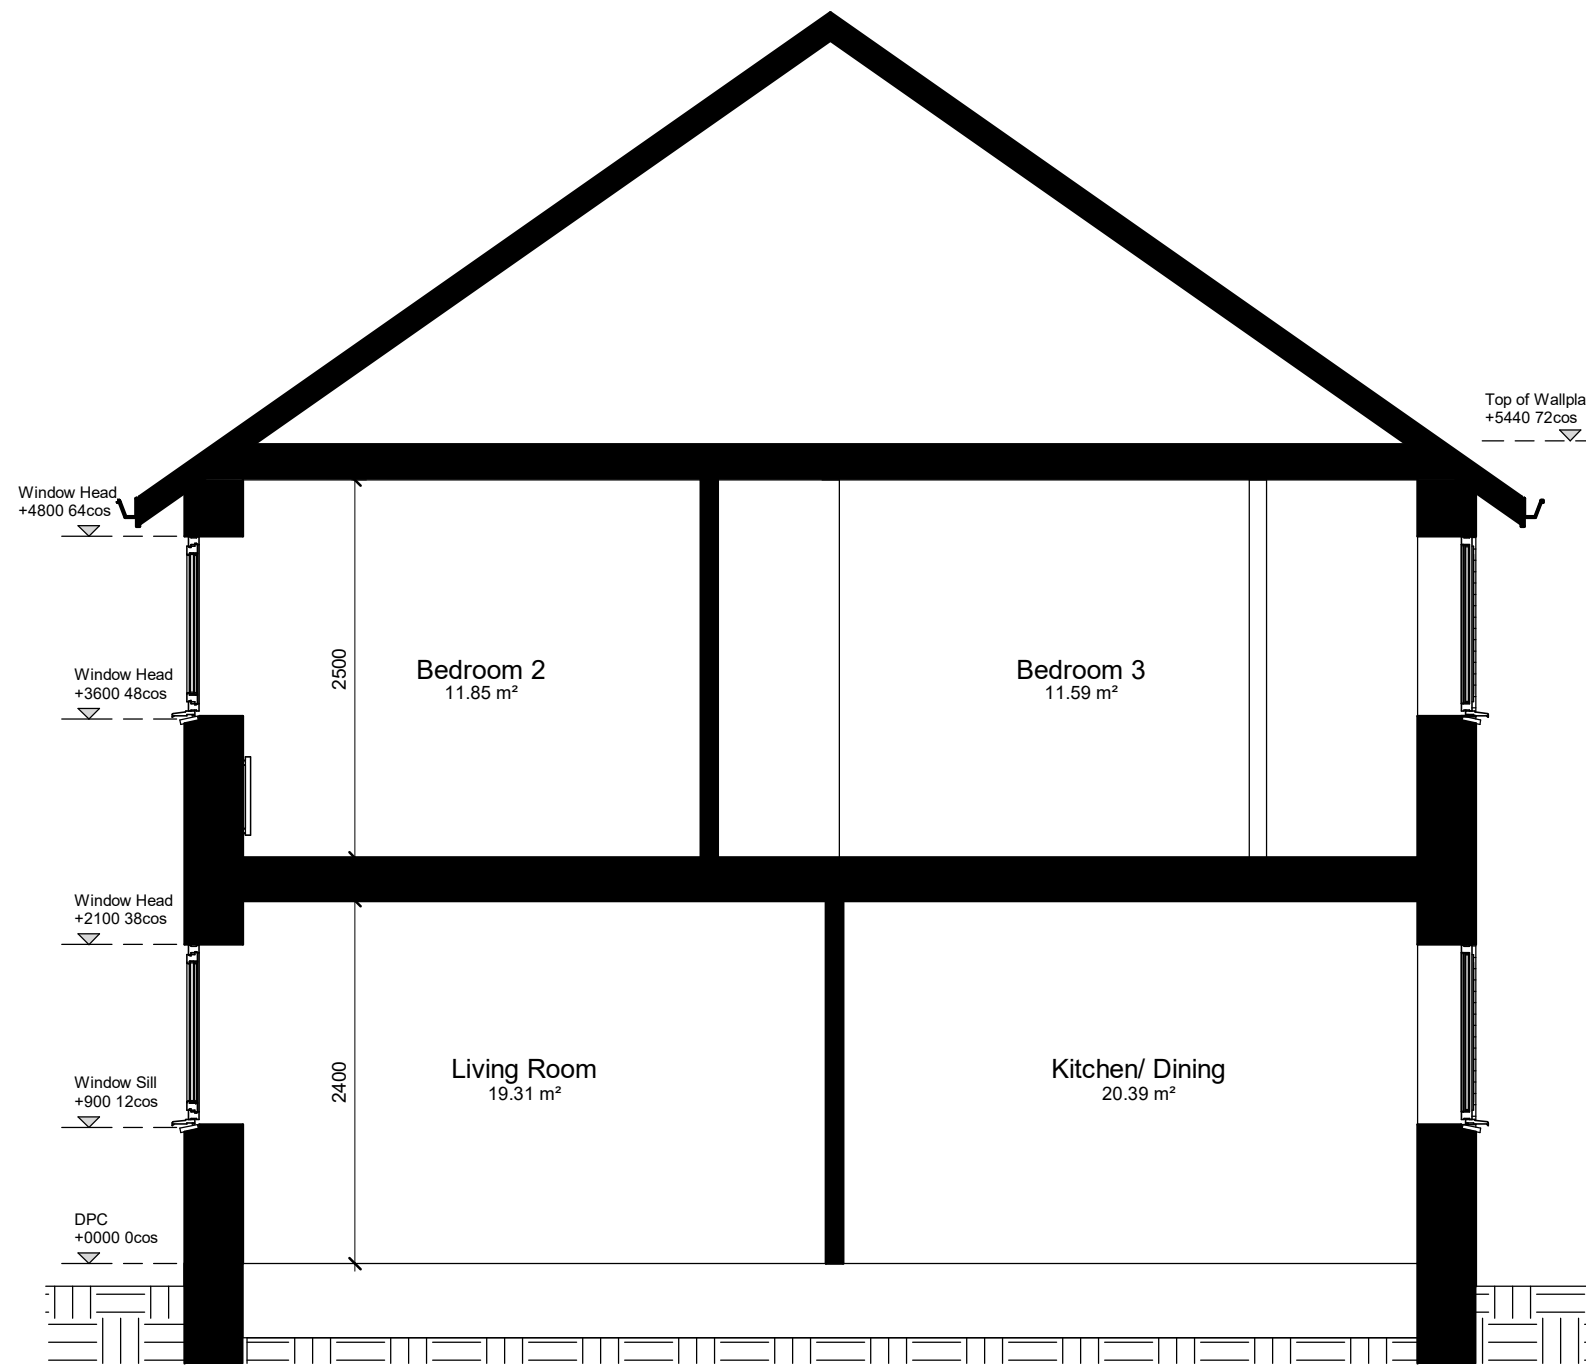 Top of Wallpla
+5440 72cos
Window Head
+4800 64cos
Window Head
+3600 48cos
2500
Bedroom 2
11.85 m²
Bedroom 3
11.59 m²
Window Head
+2100 38cos
Living Room
19.31 m²
Kitchen/ Dining
20.39 m²
2400
Window Sill
+900 12cos
DPC
+0000 0cos